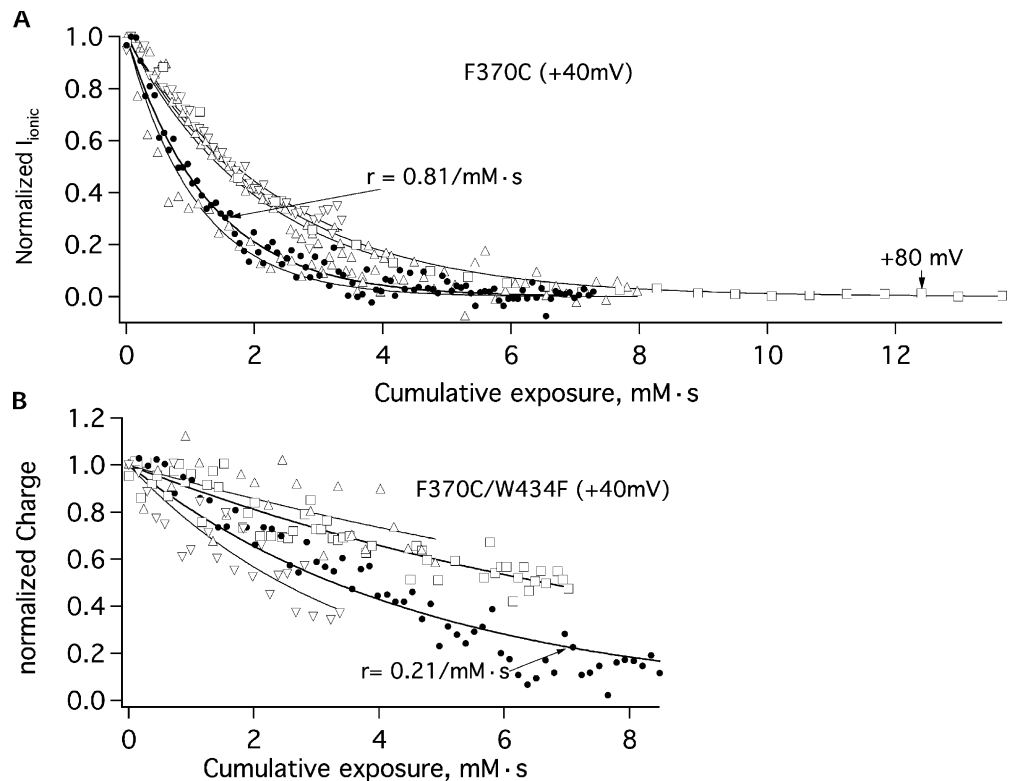 A
F370C (+40mV)
Normalized Iionic
1.0
0.8
0.6
0.4
0.2
0.0
r = 0.81/mM·s
+80 mV
0 2 4 6 8 10 12
Cumulative exposure, mM·s
B
normalized Charge
1.2
1.0
0.8
0.6
0.4
0.2
0.0
F370C/W434F (+40mV)
r= 0.21/mM·s
0 2 4 6 8
Cumulative exposure, mM·s